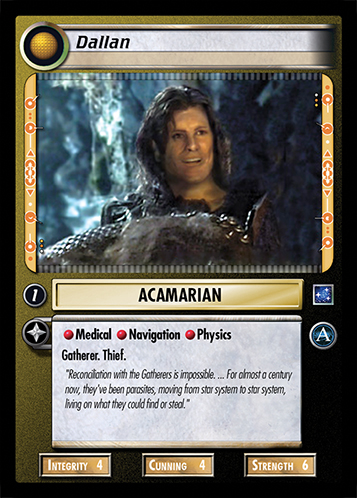 Dallan
1
ACAMARIAN
Medical Navigation Physics
A
Gatherer. Thief.
"Reconciliation with the Gatherers is impossible. ... For almost a century
now, they've been parasites, moving from star system to star system,
living on what they could find or steal."
INTEGRITY 4 CUNNING 4 STRENGTH 6